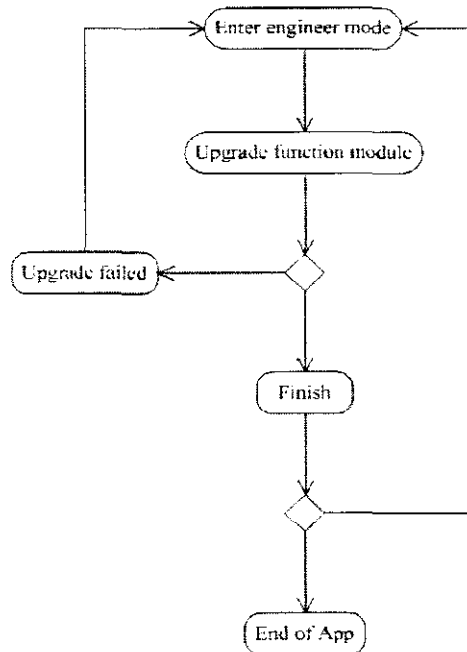 Enter engineer mode
Upgrade function module
Upgrade failed
Finish
End of App